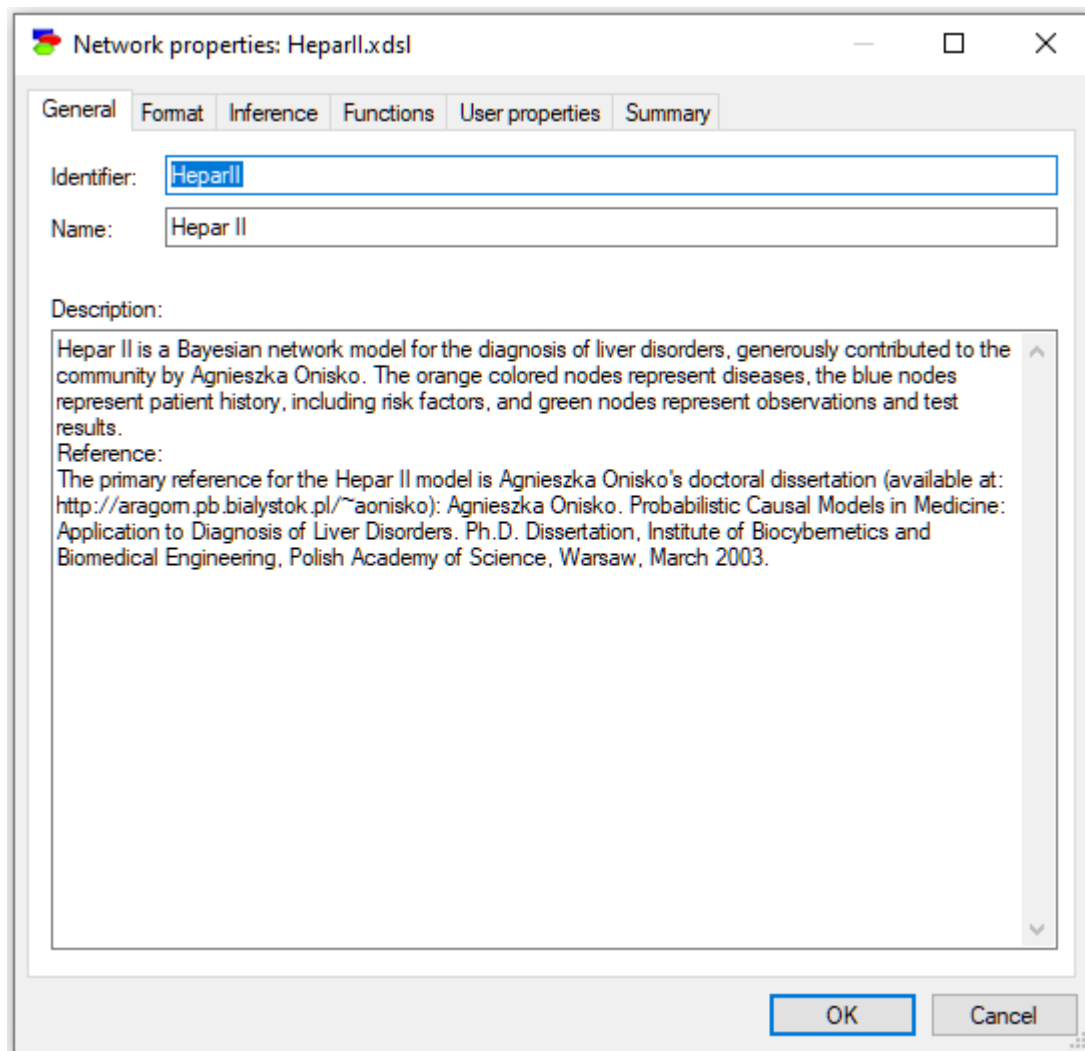 Network properties: HeparII.xdsl
General Format Inference Functions User properties Summary
Identifier: HeparII
Name: Hepar II
Description:
Hepar II is a Bayesian network model for the diagnosis of liver disorders, generously contributed to the
community by Agnieszka Onisko. The orange colored nodes represent diseases, the blue nodes
represent patient history, including risk factors, and green nodes represent observations and test
results.
Reference:
The primary reference for the Hepar II model is Agnieszka Onisko's doctoral dissertation (available at:
http://aragorn.pb.bialystok.pl/~aonisko): Agnieszka Onisko. Probabilistic Causal Models in Medicine:
Application to Diagnosis of Liver Disorders. Ph.D. Dissertation, Institute of Biocybernetics and
Biomedical Engineering, Polish Academy of Science, Warsaw, March 2003.
OK Cancel